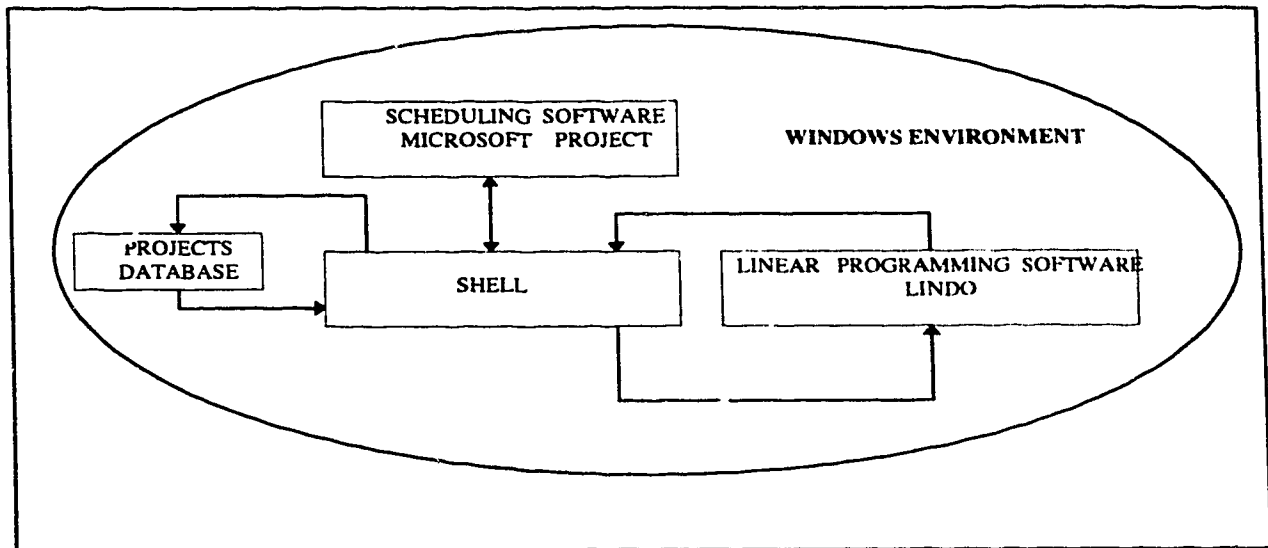 SCHEDULING SOFTWARE
MICROSOFT PROJECT
WINDOWS ENVIRONMENT
PROJECTS
DATABASE
SHELL
LINEAR PROGRAMMING SOFTWARE
LINDO